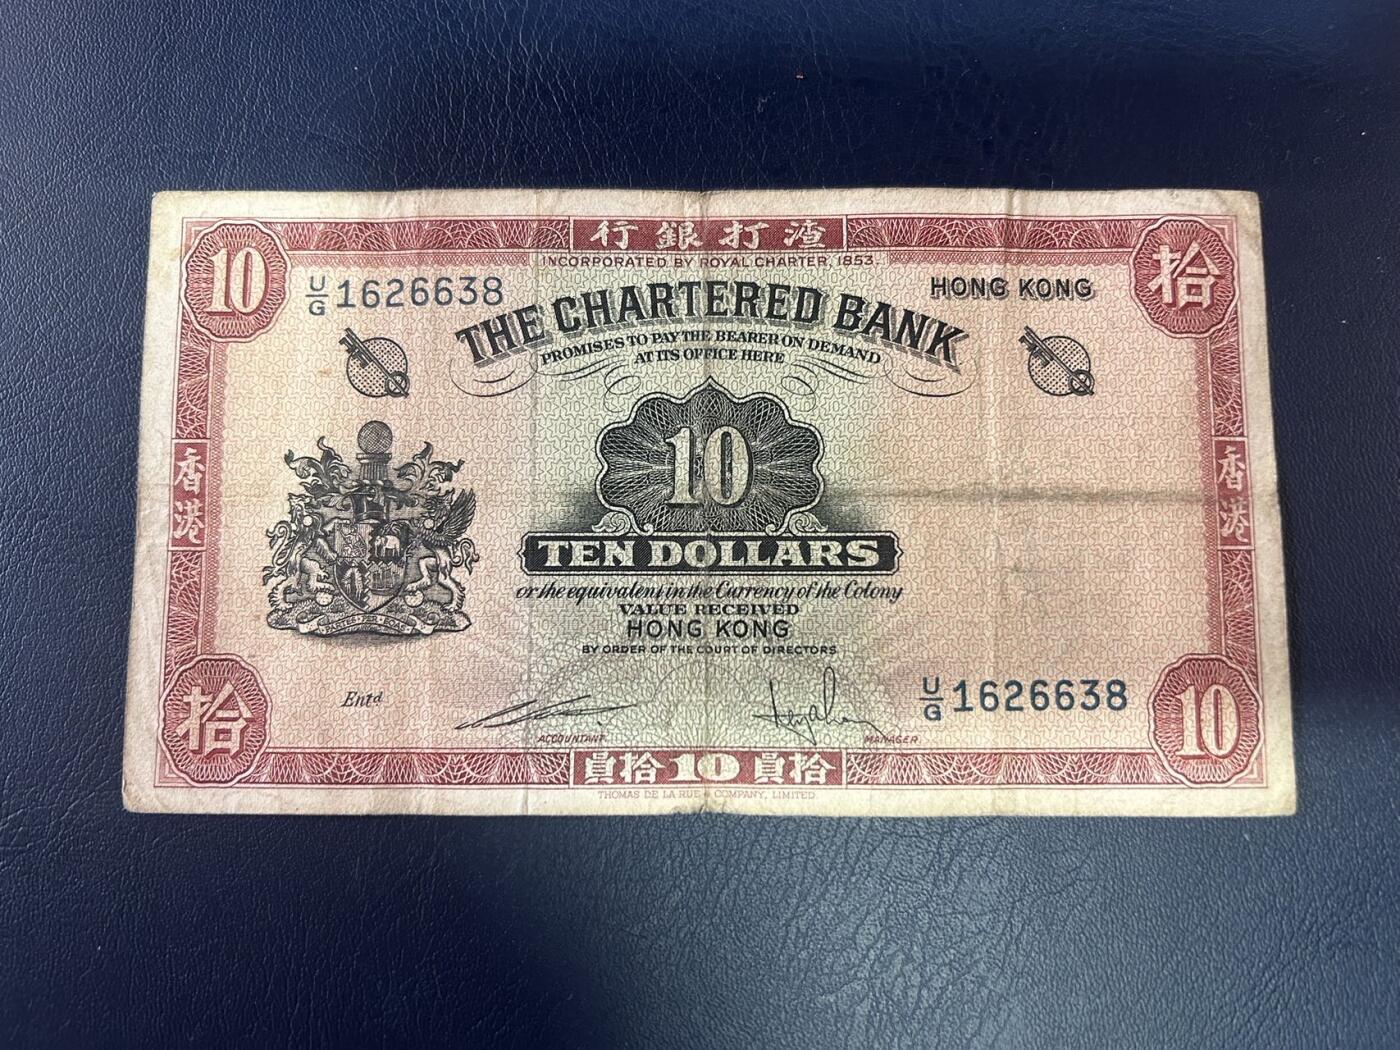 行銀打渣
INCORPORATED BY ROYAL CHARTER, 1853.
10
拾
U/G 1626638
HONG KONG
THE CHARTERED BANK
PROMISES TO PAY THE BEARER ON DEMAND
AT ITS OFFICE HERE
10
香港
香港
TEN DOLLARS
or the equivalent in the Currency of the Colony
VALUE RECEIVED
HONG KONG
BY ORDER OF THE COURT OF DIRECTORS
Entd
U/G 1626638
拾
10
ACCOUNTANT.
MANAGER.
員拾10員拾
THOMAS DE LA RUE & COMPANY, LIMITED.